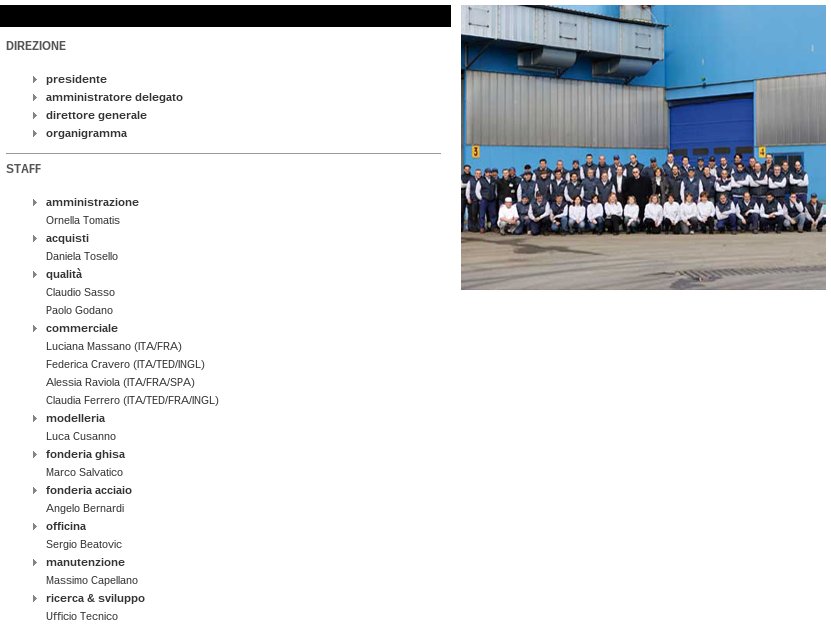 DIREZIONE
presidente
amministratore delegato
direttore generale
organigramma
STAFF
amministrazione
Ornella Tomatis
acquisti
Daniela Tosello
qualità
Claudio Sasso
Paolo Godano
commerciale
Luciana Massano (ITA/FRA)
Federica Cravero (ITA/TED/INGL)
Alessia Raviola (ITA/FRA/SPA)
Claudia Ferrero (ITA/TED/FRA/INGL)
modelleria
Luca Cusanno
fonderia ghisa
Marco Salvatico
fonderia acciaio
Angelo Bernardi
officina
Sergio Beatovic
manutenzione
Massimo Capellano
ricerca & sviluppo
Ufficio Tecnico
3
4